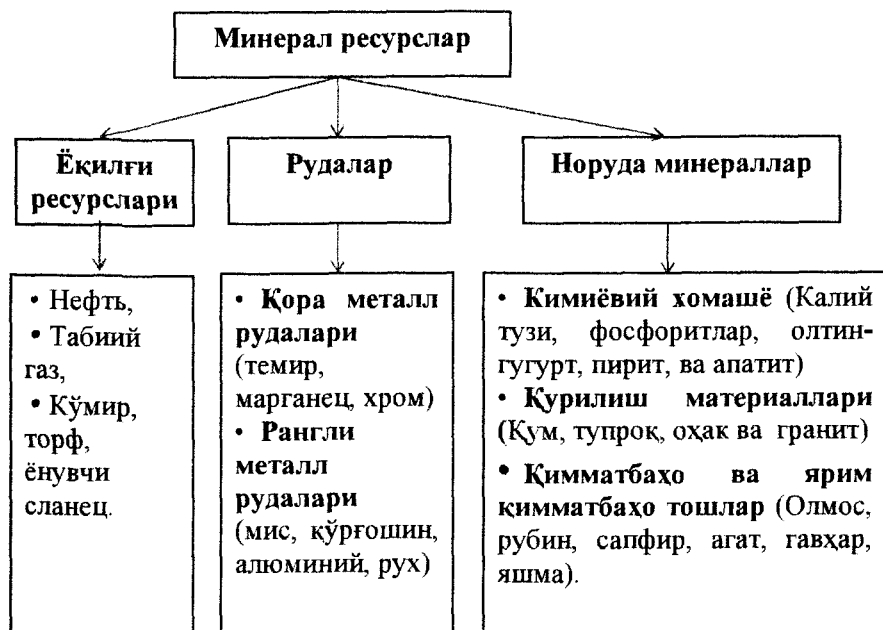 Минерал ресурслар
Ёқилғи
ресурслари
Рудалар
Норуда минераллар
• Нефть,
• Табиий
газ,
• Кўмир,
торф,
ёнувчи
сланец.
• Қора металл
рудалари
(темир,
марганец, хром)
• Рангли
металл
рудалари
(мис, қўрғошин,
алюминий, рух)
• Кимиёвий хомашё (Калий
тузи, фосфоритлар, олтин-
гугурт, пирит, ва апатит)
• Қурилиш материаллари
(Қум, тупроқ, оҳак ва гранит)
• Қимматбаҳо ва ярим
қимматбаҳо тошлар (Олмос,
рубин, сапфир, агат, гавҳар,
яшма).